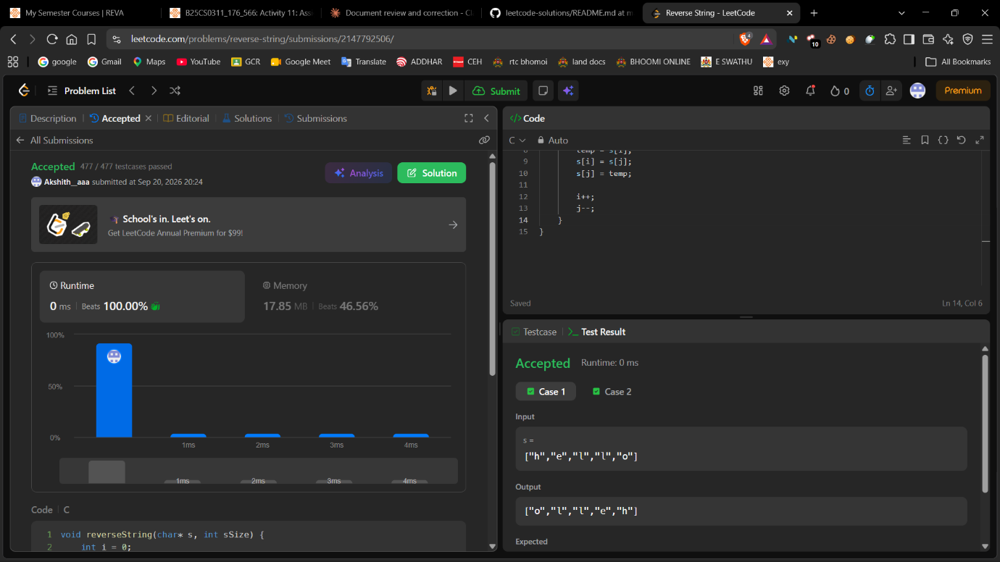 My Semester Courses | REVA
B25CS0311_176_566: Activity 11: Ass
Document review and correction - Cl
leetcode-solutions/README.md at m
Reverse String - LeetCode
leetcode.com/problems/reverse-string/submissions/2147792506/
4
10
google
Gmail
Maps
YouTube
GCR
Google Meet
Translate
ADDHAR
CEH
rtc bhomoi
land docs
BHOOMI ONLINE
E SWATHU
exy
All Bookmarks
Problem List
Submit
0
Premium
Description
Accepted
Editorial
Solutions
Submissions
All Submissions
Accepted 477 / 477 testcases passed
Akshith__aaa submitted at Sep 20, 2026 20:24
Analysis
Solution
School's in. Leet's on.
Get LeetCode Annual Premium for $99!
Runtime
0 ms Beats 100.00%
Memory
17.85 MB Beats 46.56%
100%
50%
0%
1ms 2ms 3ms 4ms
1ms 2ms 3ms 4ms
Code C
1 void reverseString(char* s, int sSize) {
2 int i = 0;
</> Code
C Auto
8 temp = s[i];
9 s[i] = s[j];
10 s[j] = temp;
11
12 i++;
13 j--;
14 }
15 }
Saved
Ln 14, Col 6
Testcase
Test Result
Accepted Runtime: 0 ms
Case 1
Case 2
Input
s =
["h","e","l","l","o"]
Output
["o","l","l","e","h"]
Expected